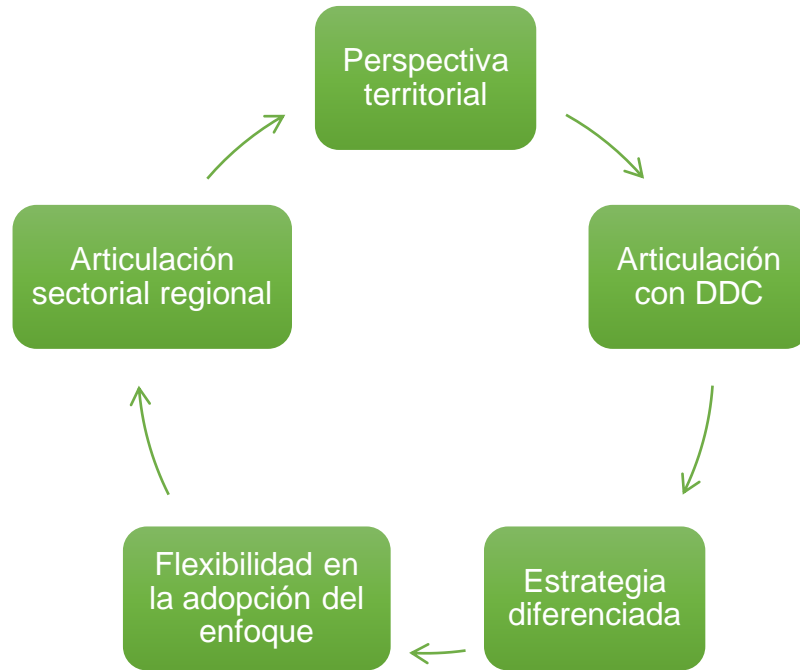 Perspectiva
territorial
Articulación
con DDC
Estrategia
diferenciada
Flexibilidad en
la adopción del
enfoque
Articulación
sectorial regional